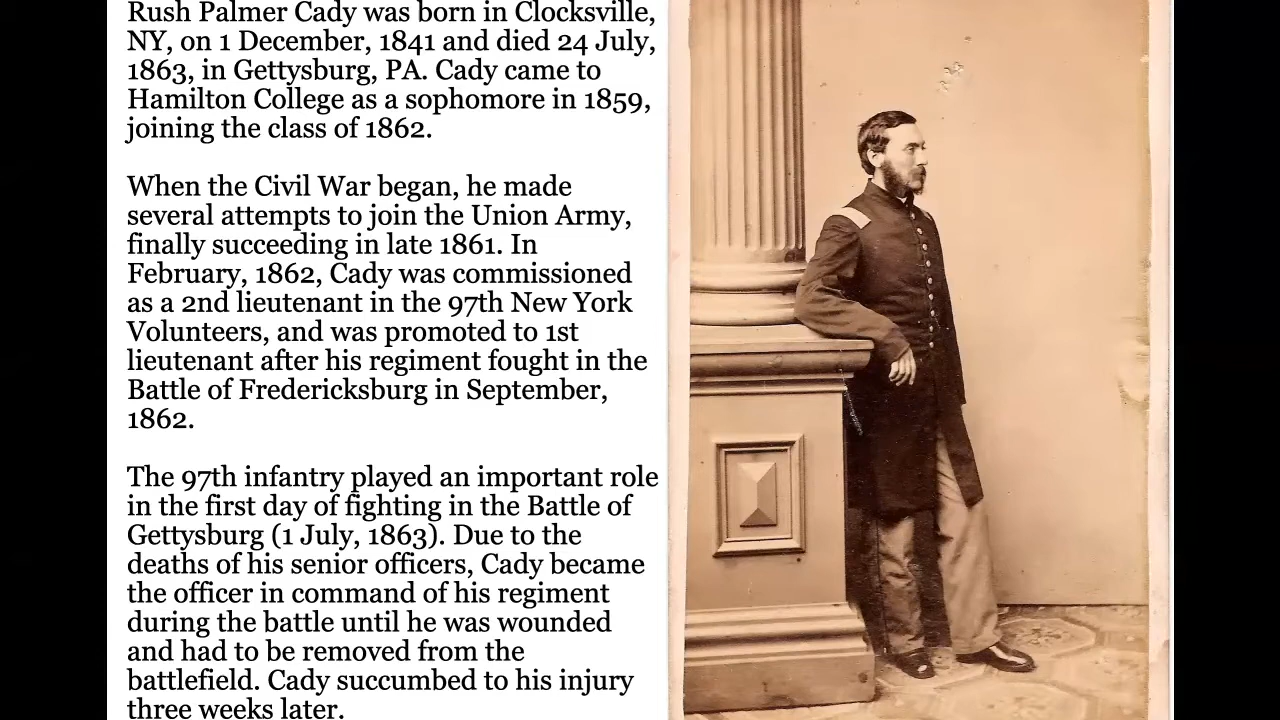 Rush Palmer Cady was born in Clocksville,
NY, on 1 December, 1841 and died 24 July,
1863, in Gettysburg, PA. Cady came to
Hamilton College as a sophomore in 1859,
joining the class of 1862.
When the Civil War began, he made
several attempts to join the Union Army,
finally succeeding in late 1861. In
February, 1862, Cady was commissioned
as a 2nd lieutenant in the 97th New York
Volunteers, and was promoted to 1st
lieutenant after his regiment fought in the
Battle of Fredericksburg in September,
1862.
The 97th infantry played an important role
in the first day of fighting in the Battle of
Gettysburg (1 July, 1863). Due to the
deaths of his senior officers, Cady became
the officer in command of his regiment
during the battle until he was wounded
and had to be removed from the
battlefield. Cady succumbed to his injury
three weeks later.